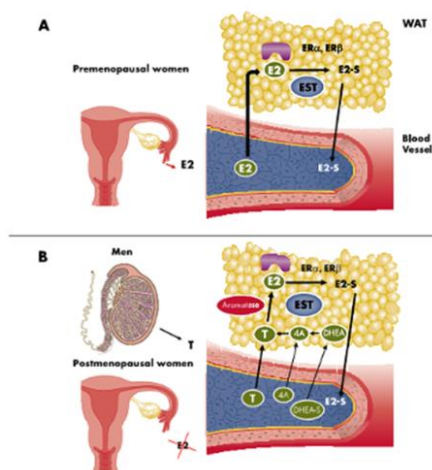 A
WAT
ERα, ERβ
Premenopausal women
E2
E2-S
EST
Blood
Vessel
E2
E2
E2-S
B
Men
ERα, ERβ
E2
E2-S
Aromatase
EST
T
T
4A
DHEA
Postmenopausal women
T
4A
E2-S
DHEA-S
E2